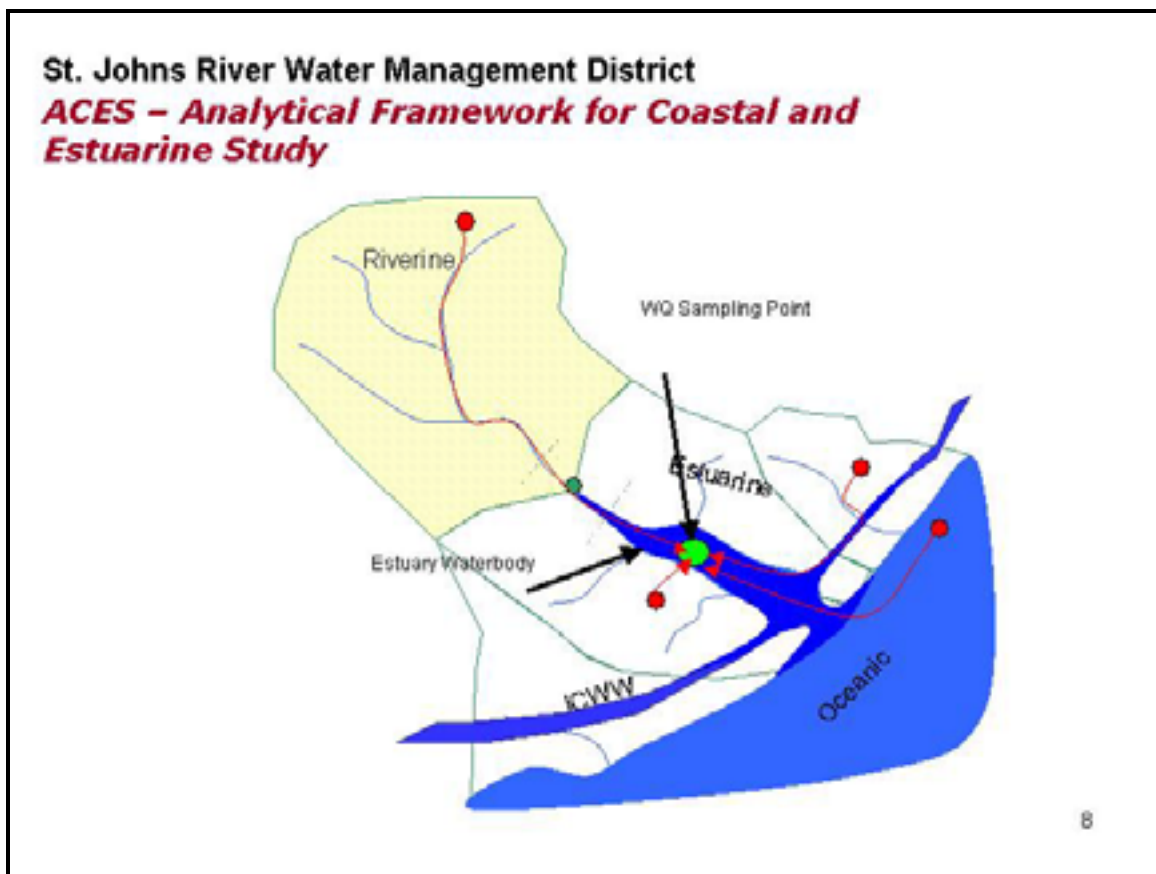 St. Johns River Water Management District
ACES – Analytical Framework for Coastal and
Estuarine Study
Riverine
WQ Sampling Point
Estuarine
Estuary Waterbody
ICWW
Oceanic
8